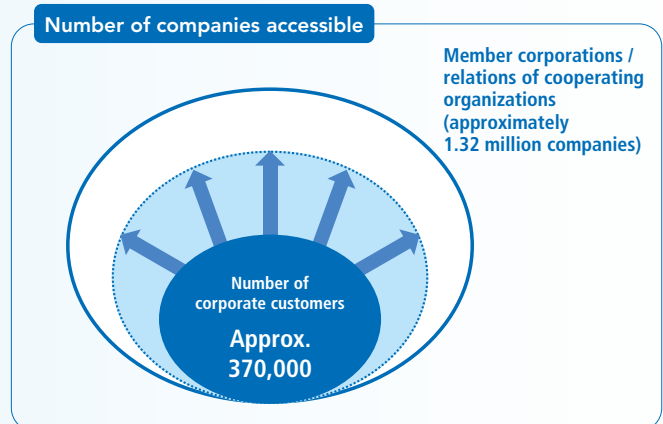 Number of companies accessible
Member corporations /
relations of cooperating
organizations
(approximately
1.32 million companies)
Number of
corporate customers
Approx.
370,000